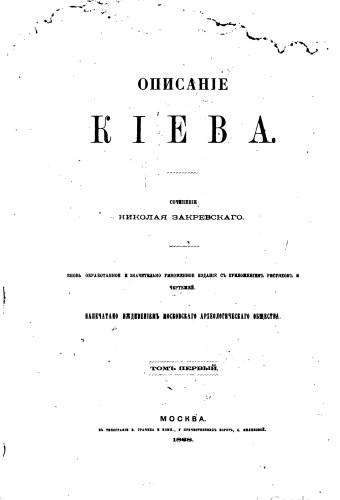 ОПИСАНІЕ
КІЕВА.
СОЧИНЕНІЕ
НИКОЛАЯ ЗАКРЕВСКАГО.
ВНОВЬ ОБРАБОТАННОЕ И ЗНАЧИТЕЛЬНО УМНОЖЕННОЕ ИЗДАНІЕ СЪ ПРИЛОЖЕНІЕМЪ РИСУНКОВЪ И
ЧЕРТЕЖЕЙ.
НАПЕЧАТАНО ИЖДИВЕНІЕМЪ МОСКОВСКАГО АРХЕОЛОГИЧЕСКАГО ОБЩЕСТВА.
ТОМЪ ПЕРВЫЙ.
МОСКВА.
ВЪ ТИПОГРАФІИ В. ГРАЧЕВА И КОМП., У ПРЕЧИСТЕНСКИХЪ ВОРОТЪ, Д. МИЛЯКОВОЙ.
1868.